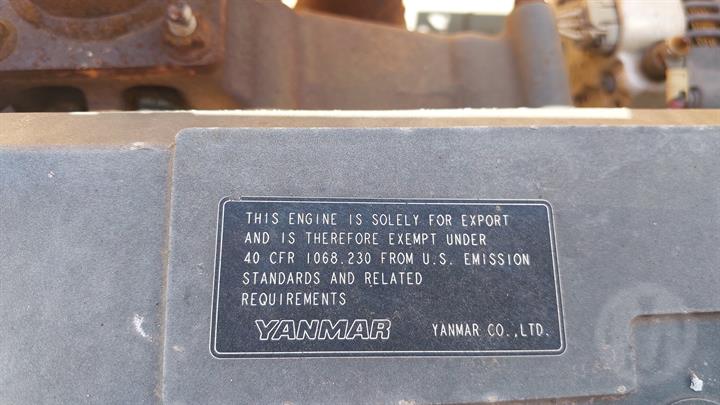 THIS ENGINE IS SOLELY FOR EXPORT
AND IS THEREFORE EXEMPT UNDER
40 CFR 1068.230 FROM U.S. EMISSION
STANDARDS AND RELATED
REQUIREMENTS
YANMAR YANMAR CO.,LTD.